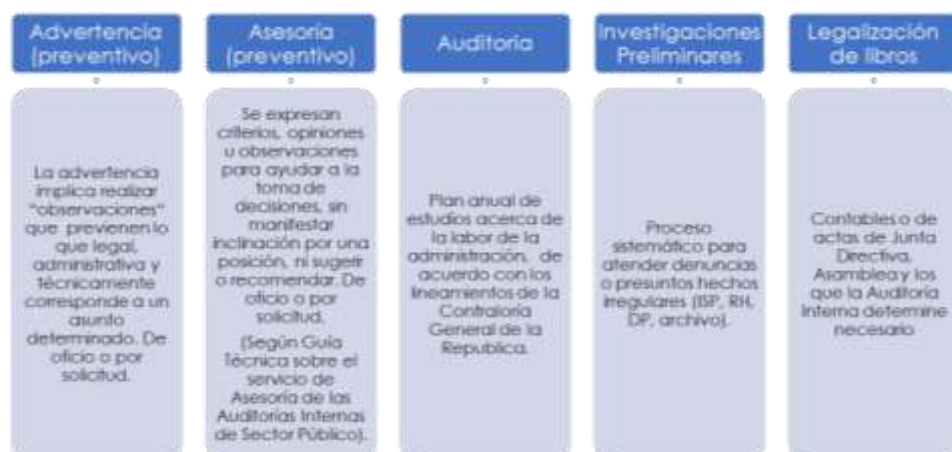 Advertencia
(preventivo)
La advertencia
implica realizar
"observaciones"
que previenen lo
que legal,
administrativa y
técnicamente
corresponde a un
asunto
determinado. De
oficio o por
solicitud.
Asesoría
(preventivo)
Se expresan
criterios, opiniones
u observaciones
para ayudar a la
toma de
decisiones, sin
manifestar
inclinación por una
posición, ni sugerir
o recomendar. De
oficio o por
solicitud.
(Según Guía
Técnica sobre el
servicio de
Asesoría de las
Auditorías Internas
de Sector Público).
Auditoría
Plan anual de
estudios acerca de
la labor de la
administración, de
acuerdo con los
lineamientos de la
Contraloría
General de la
Republica.
Investigaciones
Preliminares
Proceso
sistemático para
atender denuncias
o presuntos hechos
irregulares (ISP, RH,
DP, archivo).
Legalización
de libros
Contables o de
actas de Junta
Directiva,
Asamblea y los
que la Auditoría
Interna determine
necesario